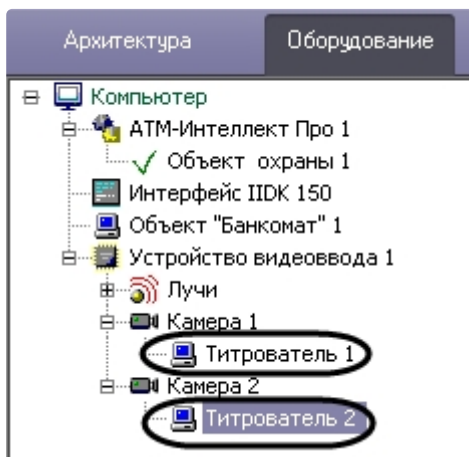 Архитектура Оборудование
Компьютер
АТМ-Интеллект Про 1
Объект охраны 1
Интерфейс IIDK 150
Объект "Банкомат" 1
Устройство видеоввода 1
Лучи
Камера 1
Титрователь 1
Камера 2
Титрователь 2